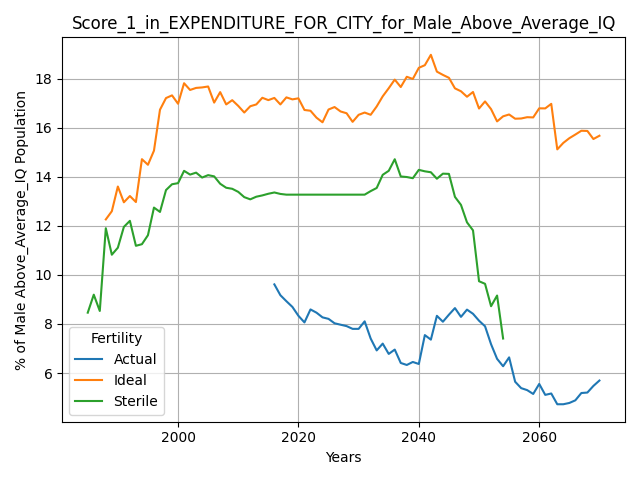 Score_1_in_EXPENDITURE_FOR_CITY_for_Male_Above_Average_IQ
% of Male Above_Average_IQ Population
18
16
14
12
10
8
6
Fertility
Actual
Ideal
Sterile
2000 2020 2040 2060
Years